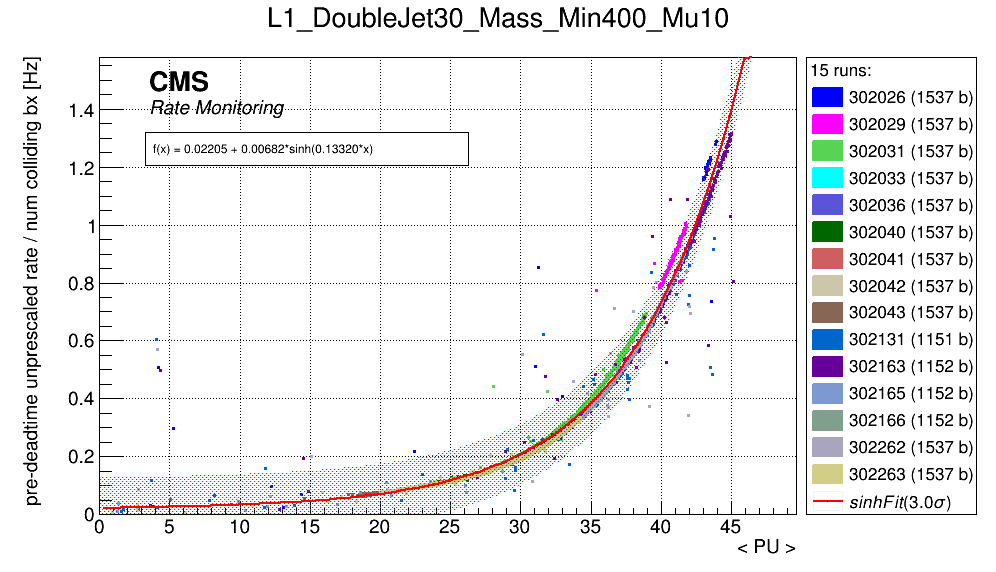 L1_DoubleJet30_Mass_Min400_Mu10
pre-deadtime unprescaled rate / num colliding bx [Hz]
CMS
Rate Monitoring
f(x) = 0.02205 + 0.00682*sinh(0.13320*x)
1.4
1.2
1
0.8
0.6
0.4
0.2
0
0 5 10 15 20 25 30 35 40 45
< PU >
15 runs:
302026 (1537 b)
302029 (1537 b)
302031 (1537 b)
302033 (1537 b)
302036 (1537 b)
302040 (1537 b)
302041 (1537 b)
302042 (1537 b)
302043 (1537 b)
302131 (1151 b)
302163 (1152 b)
302165 (1152 b)
302166 (1152 b)
302262 (1537 b)
302263 (1537 b)
sinhFit(3.0σ)